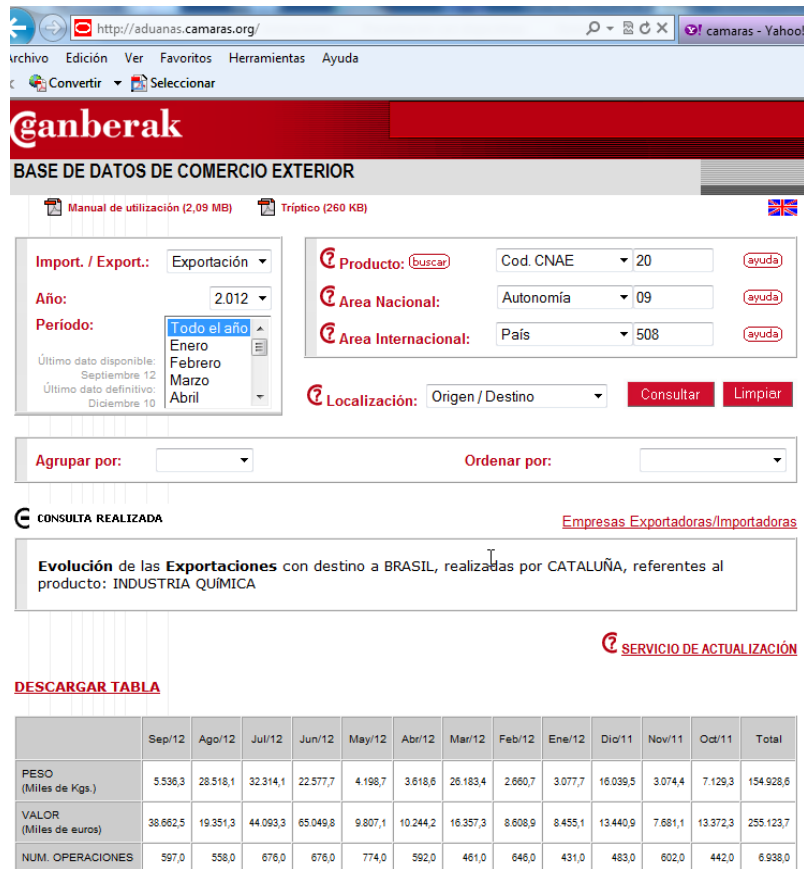 http://aduanas.camaras.org/
camaras - Yahoo!
rchivo Edición Ver Favoritos Herramientas Ayuda
Convertir Seleccionar
ganberak
BASE DE DATOS DE COMERCIO EXTERIOR
Manual de utilización (2,09 MB) Tríptico (260 KB)
Import. / Export.: Exportación
Año: 2.012
Período: Todo el año
Enero
Febrero
Marzo
Abril
Último dato disponible:
Septiembre 12
Último dato definitivo:
Diciembre 10
Producto: buscar Cod. CNAE 20 ayuda
Area Nacional: Autonomía 09 ayuda
Area Internacional: País 508 ayuda
Localización: Origen / Destino Consultar Limpiar
Agrupar por: Ordenar por:
CONSULTA REALIZADA
Empresas Exportadoras/Importadoras
Evolución de las Exportaciones con destino a BRASIL, realizadas por CATALUÑA, referentes al
producto: INDUSTRIA QUíMICA
SERVICIO DE ACTUALIZACIÓN
DESCARGAR TABLA
Sep/12 Ago/12 Jul/12 Jun/12 May/12 Abr/12 Mar/12 Feb/12 Ene/12 Dic/11 Nov/11 Oct/11 Total
PESO
(Miles de Kgs.) 5.536,3 28.518,1 32.314,1 22.577,7 4.198,7 3.618,6 26.183,4 2.660,7 3.077,7 16.039,5 3.074,4 7.129,3 154.928,6
VALOR
(Miles de euros) 38.662,5 19.351,3 44.093,3 65.049,8 9.807,1 10.244,2 16.357,3 8.608,9 8.455,1 13.440,9 7.681,1 13.372,3 255.123,7
NUM. OPERACIONES 597,0 558,0 676,0 676,0 774,0 592,0 461,0 646,0 431,0 483,0 602,0 442,0 6.938,0